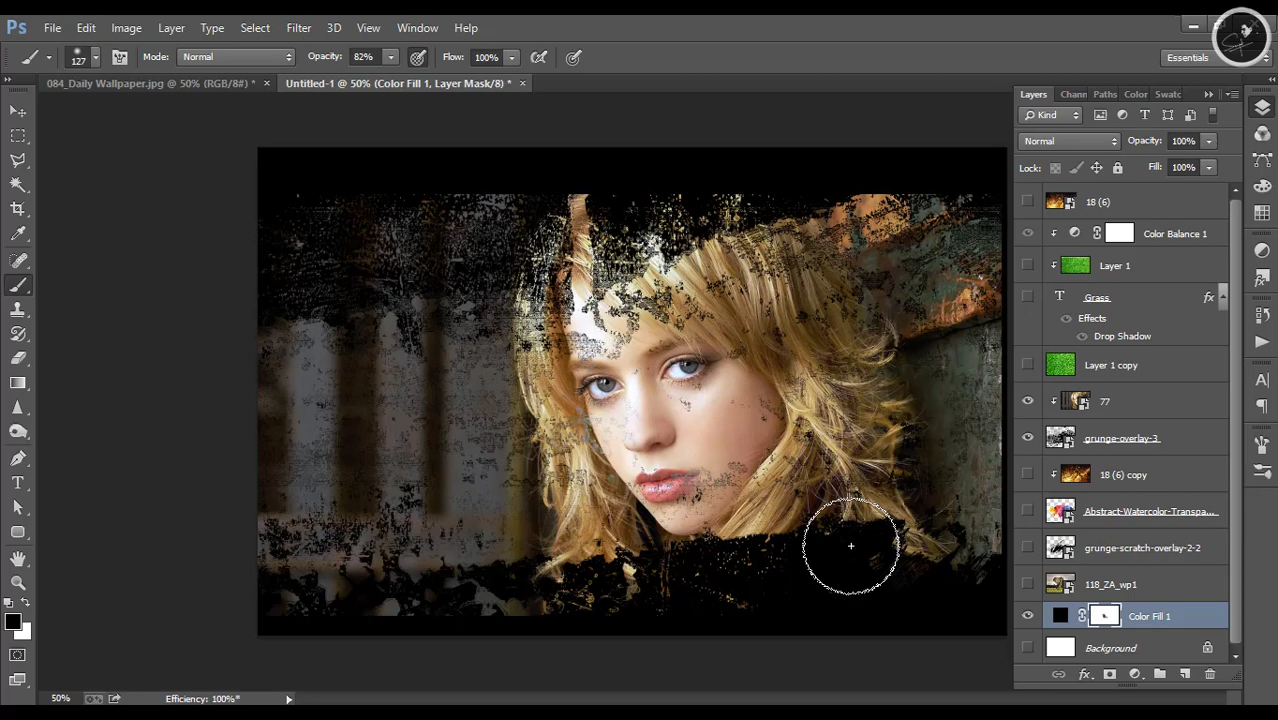 Ps File Edit Image Layer Type Select Filter 3D View Window Help
127 Mode: Normal Opacity: 82% Flow: 100% Essentials
084_Daily Wallpaper.jpg @ 50% (RGB/8#) * × Untitled-1 @ 50% (Color Fill 1, Layer Mask/8) * ×
Layers Chann Paths Color Swatc
Kind
Normal Opacity: 100%
Lock: Fill: 100%
18 (6)
Color Balance 1
Layer 1
T Grass fx
Effects
Drop Shadow
Layer 1 copy
77
grunge-overlay-3
18 (6) copy
Abstract-Watercolor-Transpa...
grunge-scratch-overlay-2-2
118_ZA_wp1
Color Fill 1
Background
50% Efficiency: 100%*